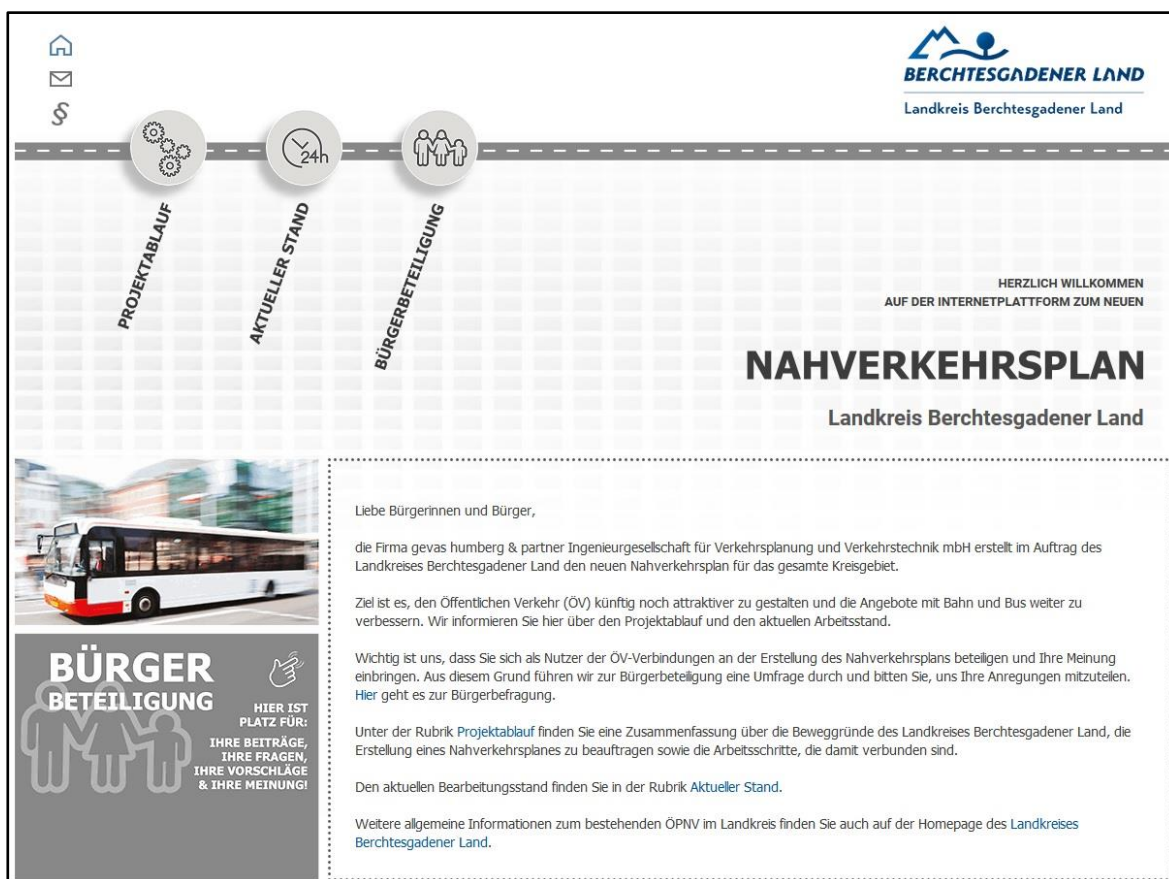 §
BERCHTESGADENER LAND
Landkreis Berchtesgadener Land
24h
PROJEKTABLAUF
AKTUELLER STAND
BÜRGERBETEILIGUNG
HERZLICH WILLKOMMEN
AUF DER INTERNETPLATTFORM ZUM NEUEN
NAHVERKEHRSPLAN
Landkreis Berchtesgadener Land
Liebe Bürgerinnen und Bürger,
die Firma gevas humberg & partner Ingenieurgesellschaft für Verkehrsplanung und Verkehrstechnik mbH erstellt im Auftrag des
Landkreises Berchtesgadener Land den neuen Nahverkehrsplan für das gesamte Kreisgebiet.
Ziel ist es, den Öffentlichen Verkehr (ÖV) künftig noch attraktiver zu gestalten und die Angebote mit Bahn und Bus weiter zu
verbessern. Wir informieren Sie hier über den Projektablauf und den aktuellen Arbeitsstand.
Wichtig ist uns, dass Sie sich als Nutzer der ÖV-Verbindungen an der Erstellung des Nahverkehrsplans beteiligen und Ihre Meinung
einbringen. Aus diesem Grund führen wir zur Bürgerbeteiligung eine Umfrage durch und bitten Sie, uns Ihre Anregungen mitzuteilen.
Hier geht es zur Bürgerbefragung.
Unter der Rubrik Projektablauf finden Sie eine Zusammenfassung über die Beweggründe des Landkreises Berchtesgadener Land, die
Erstellung eines Nahverkehrsplanes zu beauftragen sowie die Arbeitsschritte, die damit verbunden sind.
Den aktuellen Bearbeitungsstand finden Sie in der Rubrik Aktueller Stand.
Weitere allgemeine Informationen zum bestehenden ÖPNV im Landkreis finden Sie auch auf der Homepage des Landkreises
Berchtesgadener Land.
BÜRGER
BETEILIGUNG
HIER IST
PLATZ FÜR:
IHRE BEITRÄGE,
IHRE FRAGEN,
IHRE VORSCHLÄGE
& IHRE MEINUNG!